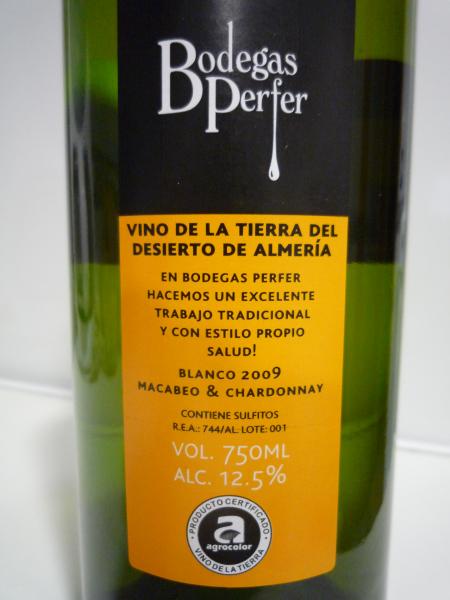 Bodegas
Perfer
VINO DE LA TIERRA DEL
DESIERTO DE ALMERÍA
EN BODEGAS PERFER
HACEMOS UN EXCELENTE
TRABAJO TRADICIONAL
Y CON ESTILO PROPIO
SALUD!
BLANCO 2009
MACABEO & CHARDONNAY
CONTIENE SULFITOS
R.E.A.: 744/AL. LOTE: 001
VOL. 750ML
ALC. 12.5%
PRODUCTO CERTIFICADO
a
agrocolor
VINO DE LA TIERRA